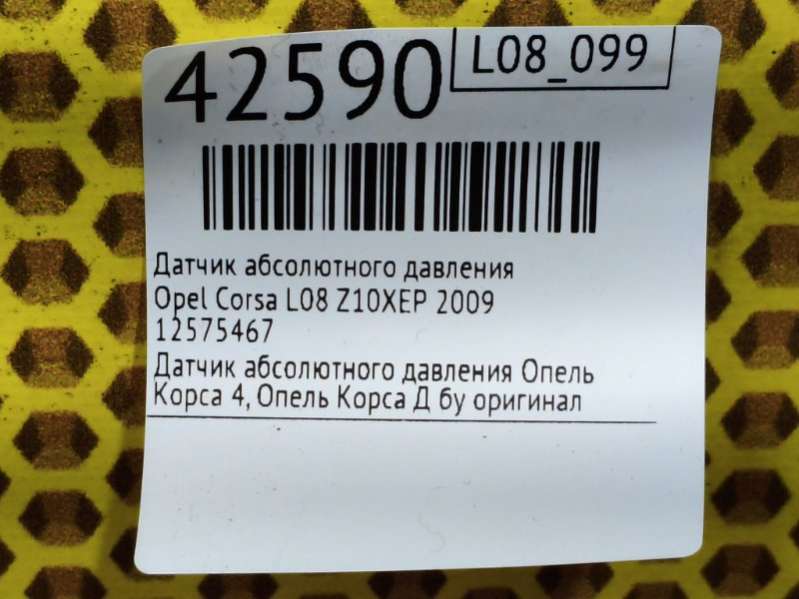 42590
L08_099
Датчик абсолютного давления
Opel Corsa L08 Z10XEP 2009
12575467
Датчик абсолютного давления Опель
Корса 4, Опель Корса Д бу оригинал